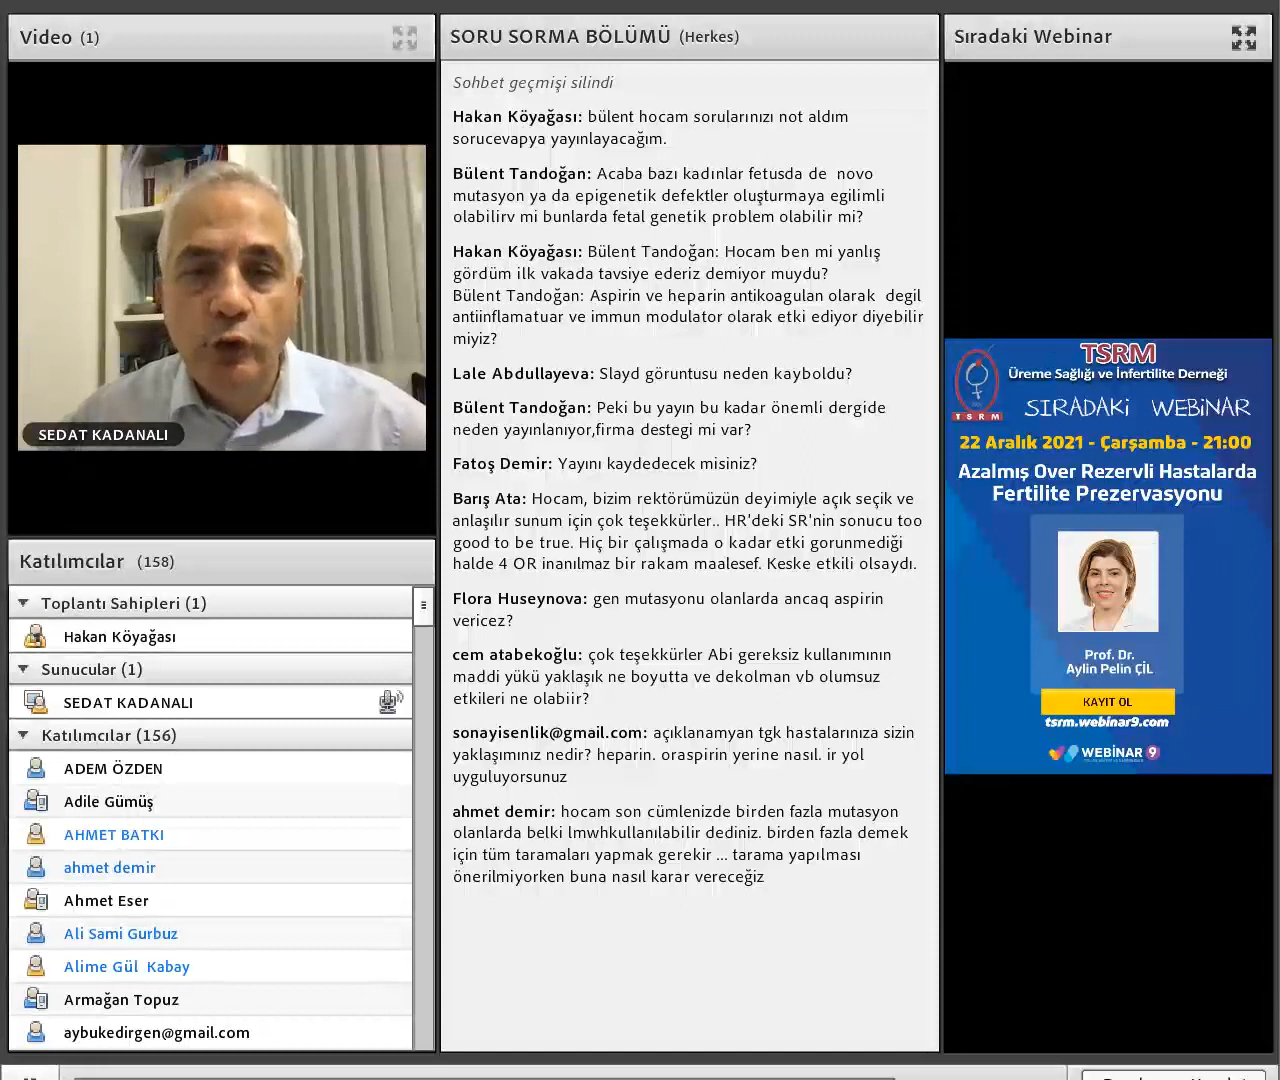 Video (1)
SEDAT KADANALI
Katılımcılar (158)
Toplantı Sahipleri (1)
Hakan Köyağası
Sunucular (1)
SEDAT KADANALI
Katılımcılar (156)
ADEM ÖZDEN
Adile Gümüş
AHMET BATKI
ahmet demir
Ahmet Eser
Ali Sami Gurbuz
Alime Gül Kabay
Armağan Topuz
aybukedirgen@gmail.com
SORU SORMA BÖLÜMÜ (Herkes)
Sohbet geçmişi silindi
Hakan Köyağası: bülent hocam sorularınızı not aldım
sorucevapya yayınlayacağım.
Bülent Tandoğan: Acaba bazı kadınlar fetusda de novo
mutasyon ya da epigenetik defektler oluşturmaya egilimli
olabilirv mi bunlarda fetal genetik problem olabilir mi?
Hakan Köyağası: Bülent Tandoğan: Hocam ben mi yanlış
gördüm ilk vakada tavsiye ederiz demiyor muydu?
Bülent Tandoğan: Aspirin ve heparin antikoagulan olarak degil
antiinflamatuar ve immun modulator olarak etki ediyor diyebilir
miyiz?
Lale Abdullayeva: Slayd göruntusu neden kayboldu?
Bülent Tandoğan: Peki bu yayın bu kadar önemli dergide
neden yayınlanıyor,firma destegi mi var?
Fatoş Demir: Yayını kaydedecek misiniz?
Barış Ata: Hocam, bizim rektörümüzün deyimiyle açık seçik ve
anlaşılır sunum için çok teşekkürler.. HR'deki SR'nin sonucu too
good to be true. Hiç bir çalışmada o kadar etki gorunmediği
halde 4 OR inanılmaz bir rakam maalesef. Keske etkili olsaydı.
Flora Huseynova: gen mutasyonu olanlarda ancaq aspirin
vericez?
cem atabekoğlu: çok teşekkürler Abi gereksiz kullanımının
maddi yükü yaklaşık ne boyutta ve dekolman vb olumsuz
etkileri ne olabiir?
sonayisenlik@gmail.com: açıklanamyan tgk hastalarınıza sizin
yaklaşımınız nedir? heparin. oraspirin yerine nasıl. ir yol
uyguluyorsunuz
ahmet demir: hocam son cümlenizde birden fazla mutasyon
olanlarda belki lmwhkullanılabilir dediniz. birden fazla demek
için tüm taramaları yapmak gerekir ... tarama yapılması
önerilmiyorken buna nasıl karar vereceğiz
Sıradaki Webinar
TSRM
Üreme Sağlığı ve İnfertilite Derneği
TSRM
SIRADAKİ WEBİNAR
22 Aralık 2021 - Çarşamba - 21:00
Azalmış Over Rezervli Hastalarda
Fertilite Prezervasyonu
Prof. Dr.
Aylin Pelin ÇİL
KAYIT OL
tsrm.webinar9.com
WEBİNAR 9